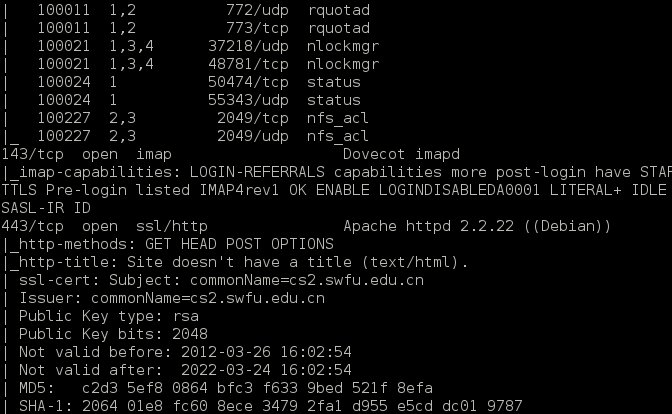 |   100011  1,2         772/udp  rquotad
|   100011  1,2         773/tcp  rquotad
|   100021  1,3,4     37218/udp  nlockmgr
|   100021  1,3,4     48781/tcp  nlockmgr
|   100024  1         50474/tcp  status
|   100024  1         55343/udp  status
|   100227  2,3        2049/tcp  nfs_acl
|_  100227  2,3        2049/udp  nfs_acl
143/tcp  open  imap                 Dovecot imapd
|_imap-capabilities: LOGIN-REFERRALS capabilities more post-login have STAR
TTLS Pre-login listed IMAP4rev1 OK ENABLE LOGINDISABLEDA0001 LITERAL+ IDLE
SASL-IR ID
443/tcp  open  ssl/http             Apache httpd 2.2.22 ((Debian))
|_http-methods: GET HEAD POST OPTIONS
|_http-title: Site doesn't have a title (text/html).
| ssl-cert: Subject: commonName=cs2.swfu.edu.cn
| Issuer: commonName=cs2.swfu.edu.cn
| Public Key type: rsa
| Public Key bits: 2048
| Not valid before: 2012-03-26 16:02:54
| Not valid after:  2022-03-24 16:02:54
| MD5:   c2d3 5ef8 0864 bfc3 f633 9bed 521f 8efa
| SHA-1: 2064 01e8 fc60 8ece 3479 2fa1 d955 e5cd dc01 9787